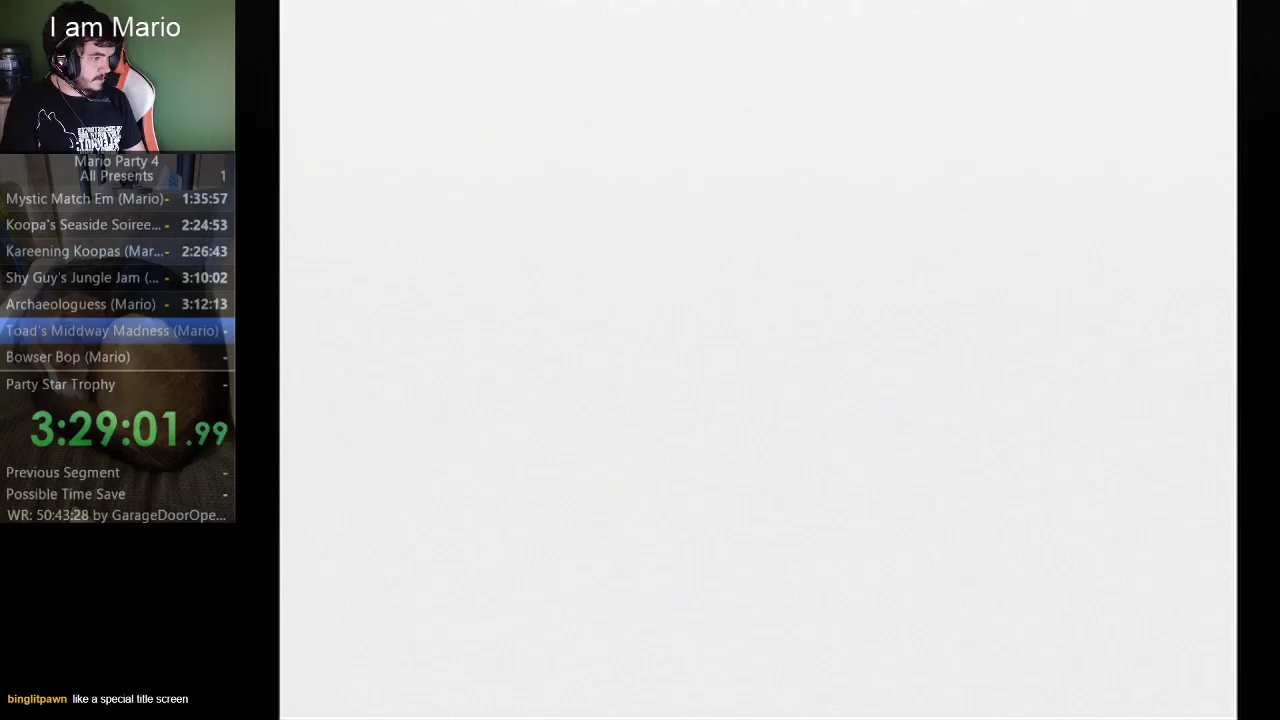 I am Mario
Mario Party 4
All Presents 1
Mystic Match Em (Mario) - 1:35:57
Koopa's Seaside Soiree... - 2:24:53
Kareening Koopas (Mar... - 2:26:43
Shy Guy's Jungle Jam (... - 3:10:02
Archaeologuess (Mario) - 3:12:13
Toad's Middway Madness (Mario) -
Bowser Bop (Mario) -
Party Star Trophy -
3:29:01.99
Previous Segment -
Possible Time Save -
WR: 50:43:28 by GarageDoorOpe...
binglitpawn like a special title screen